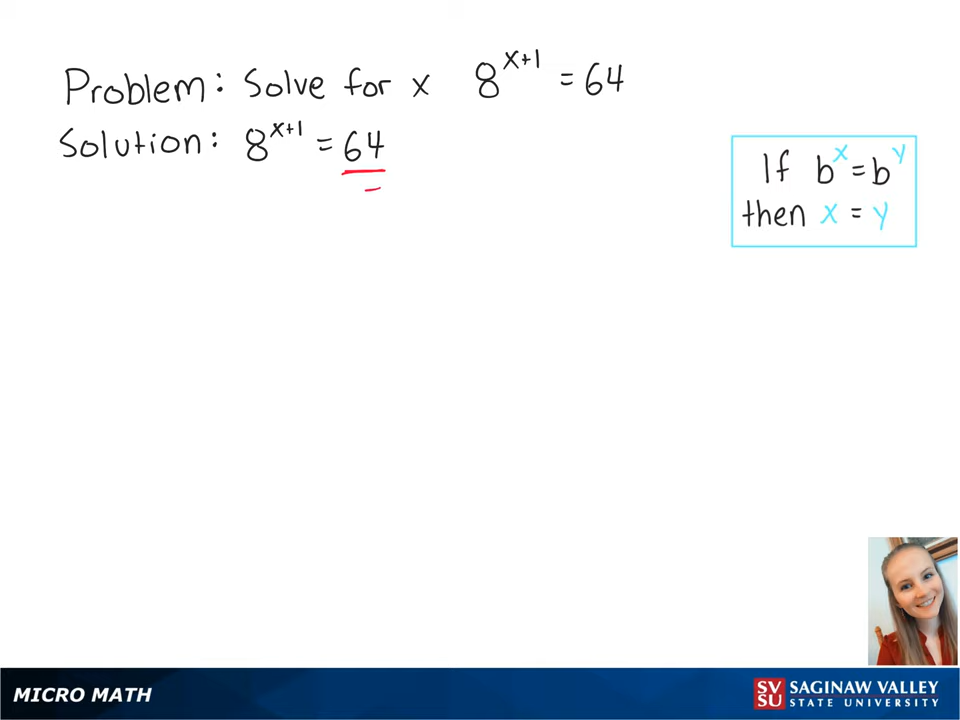 Problem: Solve for x 8^{x+1} = 64
Solution: 8^{x+1} = 64
=
If b^x = b^y
then x = y
MICRO MATH
SV SU SAGINAW VALLEY
STATE UNIVERSITY